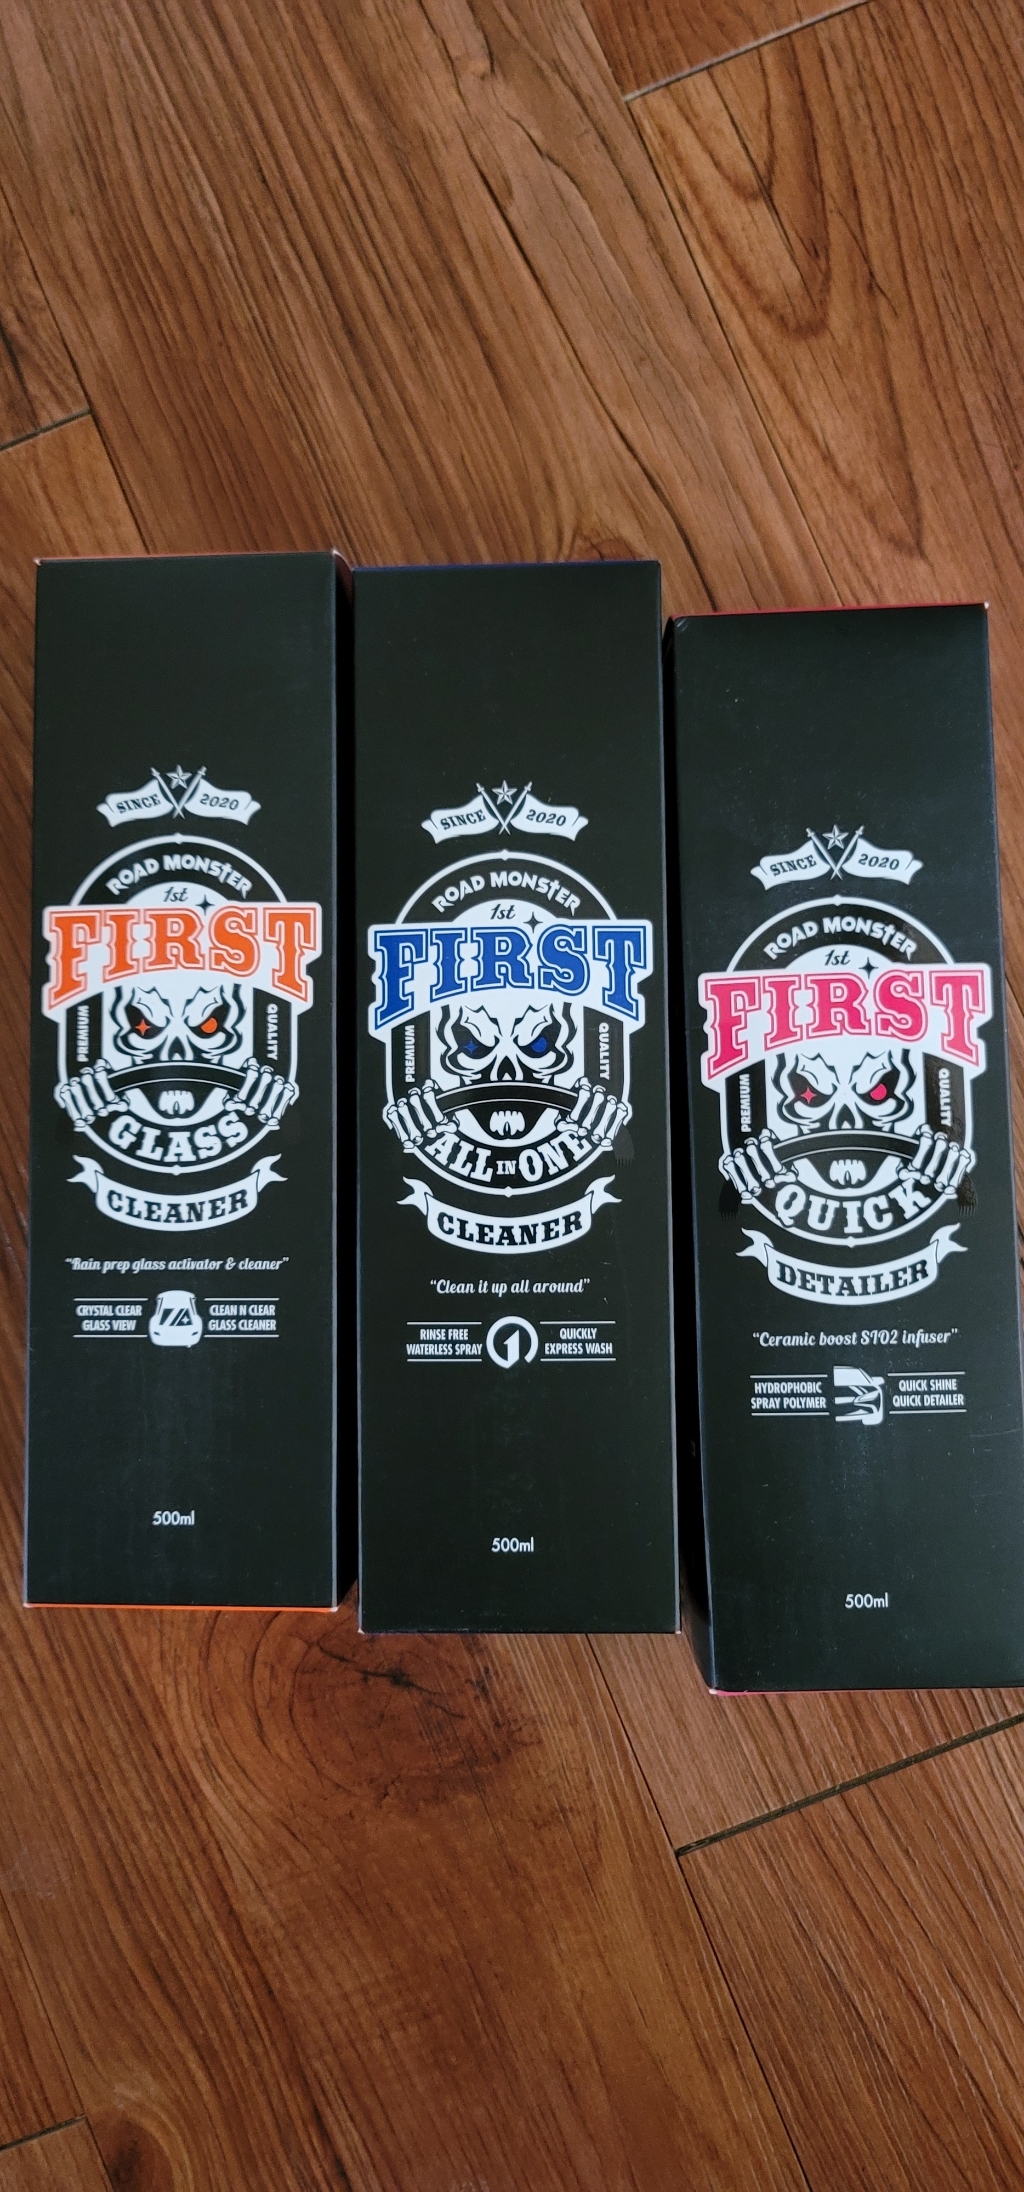 SINCE 2020
ROAD MONSTER
1st
FIRST
PREMIUM QUALITY
GLASS
CLEANER
"Rain prep glass activator & cleaner"
CRYSTAL CLEAR
GLASS VIEW
CLEAN N CLEAR
GLASS CLEANER
500ml
SINCE 2020
ROAD MONSTER
1st
FIRST
PREMIUM QUALITY
ALL IN ONE
CLEANER
"Clean it up all around"
RINSE FREE
WATERLESS SPRAY
1
QUICKLY
EXPRESS WASH
500ml
SINCE 2020
ROAD MONSTER
1st
FIRST
PREMIUM QUALITY
QUICK
DETAILER
"Ceramic boost SIO2 infuser"
HYDROPHOBIC
SPRAY POLYMER
QUICK SHINE
QUICK DETAILER
500ml